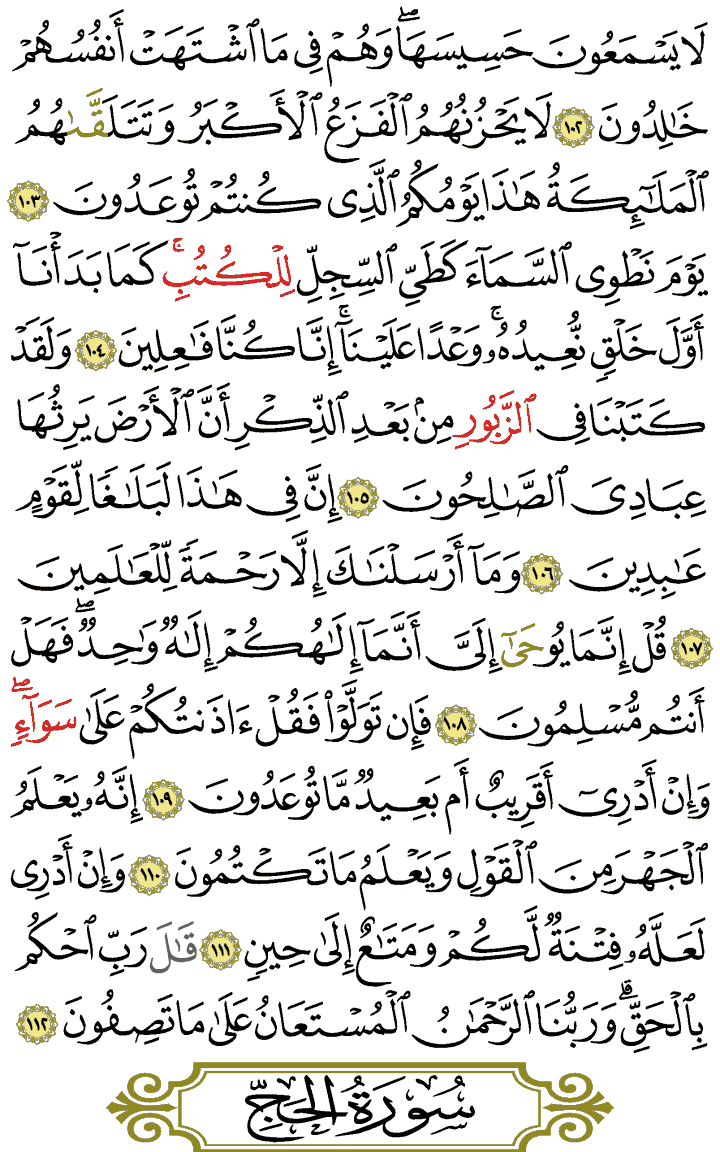 لَا يَسْمَعُونَ حَسِيسَهَا ۖ وَهُمْ فِي مَا ٱشْتَهَتْ أَنفُسُهُمْ
خَٰلِدُونَ ١٠٢ لَا يَحْزُنُهُمُ ٱلْفَزَعُ ٱلْأَكْبَرُ وَتَتَلَقَّىٰهُمُ
ٱلْمَلَٰٓئِكَةُ هَٰذَا يَوْمُكُمُ ٱلَّذِى كُنتُمْ تُوعَدُونَ ١٠٣
يَوْمَ نَطْوِى ٱلسَّمَآءَ كَطَيِّ ٱلسِّجِلِّ لِلْكُتُبِ ۚ كَمَا بَدَأْنَآ
أَوَّلَ خَلْقٍ نُّعِيدُهُۥ ۚ وَعْدًا عَلَيْنَآ ۚ إِنَّا كُنَّا فَٰعِلِينَ ١٠٤ وَلَقَدْ
كَتَبْنَا فِى ٱلزَّبُورِ مِنۢ بَعْدِ ٱلذِّكْرِ أَنَّ ٱلْأَرْضَ يَرِثُهَا
عِبَادِىَ ٱلصَّٰلِحُونَ ١٠٥ إِنَّ فِى هَٰذَا لَبَلَٰغًا لِّقَوْمٍ
عَٰبِدِينَ ١٠٦ وَمَآ أَرْسَلْنَٰكَ إِلَّا رَحْمَةً لِّلْعَٰلَمِينَ
١٠٧ قُلْ إِنَّمَا يُوحَىٰٓ إِلَىَّ أَنَّمَآ إِلَٰهُكُمْ إِلَٰهٌ وَٰحِدٌ ۖ فَهَلْ
أَنتُم مُّسْلِمُونَ ١٠٨ فَإِن تَوَلَّوْا۟ فَقُلْ ءَاذَنتُكُمْ عَلَىٰ سَوَآءٍ ۖ
وَإِنْ أَدْرِىٓ أَقَرِيبٌ أَم بَعِيدٌ مَّا تُوعَدُونَ ١٠٩ إِنَّهُۥ يَعْلَمُ
ٱلْجَهْرَ مِنَ ٱلْقَوْلِ وَيَعْلَمُ مَا تَكْتُمُونَ ١١٠ وَإِنْ أَدْرِى
لَعَلَّهُۥ فِتْنَةٌ لَّكُمْ وَمَتَٰعٌ إِلَىٰ حِينٍ ١١١ قَٰلَ رَبِّ ٱحْكُم
بِٱلْحَقِّ ۗ وَرَبُّنَا ٱلرَّحْمَٰنُ ٱلْمُسْتَعَانُ عَلَىٰ مَا تَصِفُونَ ١١٢
سُورَةُ الحَجِّ